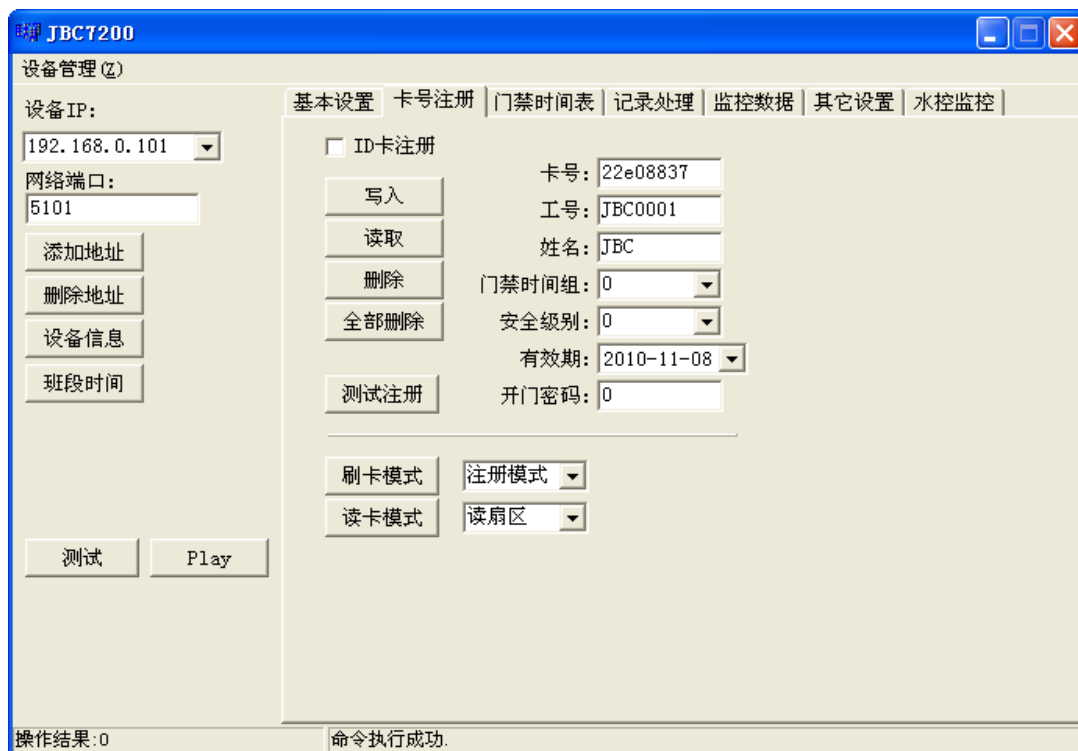 JBC7200
设备管理(Z)
设备IP:
192.168.0.101
网络端口:
5101
添加地址
删除地址
设备信息
班段时间
测试 Play
基本设置 卡号注册 门禁时间表 记录处理 监控数据 其它设置 水控监控
ID卡注册
写入
读取
删除
全部删除
测试注册
卡号: 22e08837
工号: JBC0001
姓名: JBC
门禁时间组: 0
安全级别: 0
有效期: 2010-11-08
开门密码: 0
刷卡模式 注册模式
读卡模式 读扇区
操作结果:0 命令执行成功.